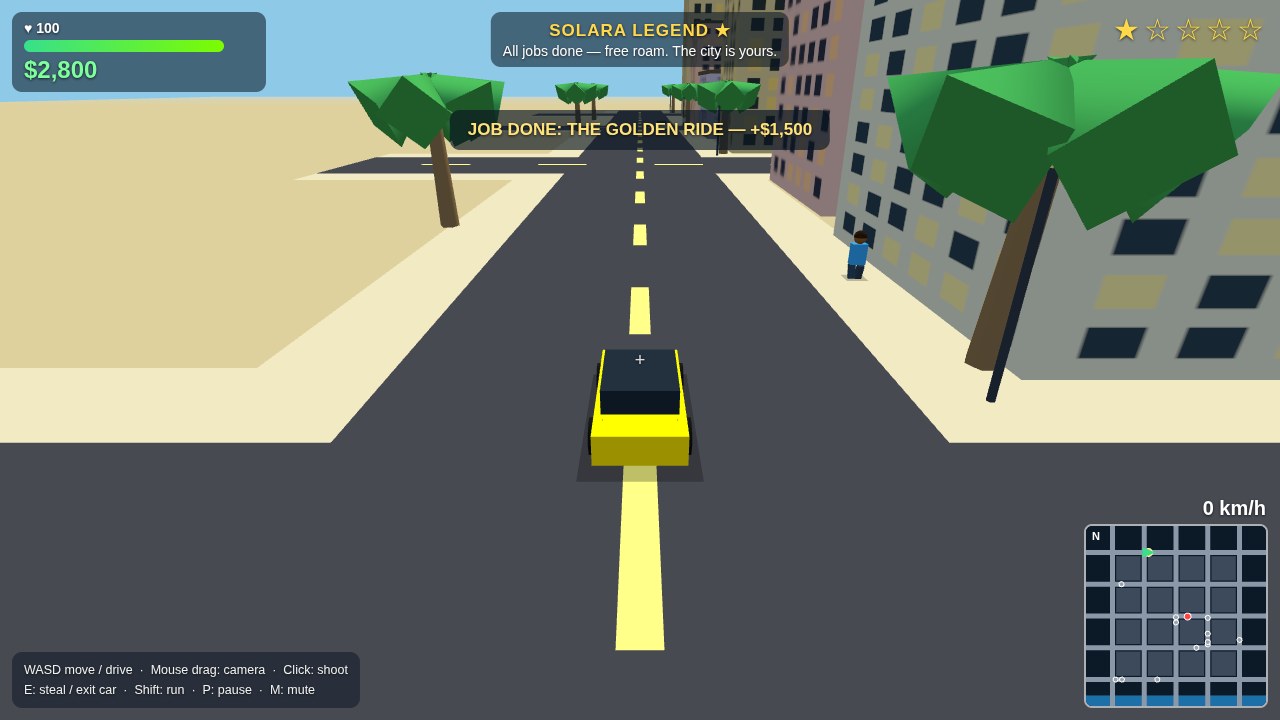 ♥ 100
$2,800
SOLARA LEGEND ★
All jobs done — free roam. The city is yours.
★☆☆☆☆
JOB DONE: THE GOLDEN RIDE — +$1,500
+
0 km/h
N
WASD move / drive · Mouse drag: camera · Click: shoot
E: steal / exit car · Shift: run · P: pause · M: mute